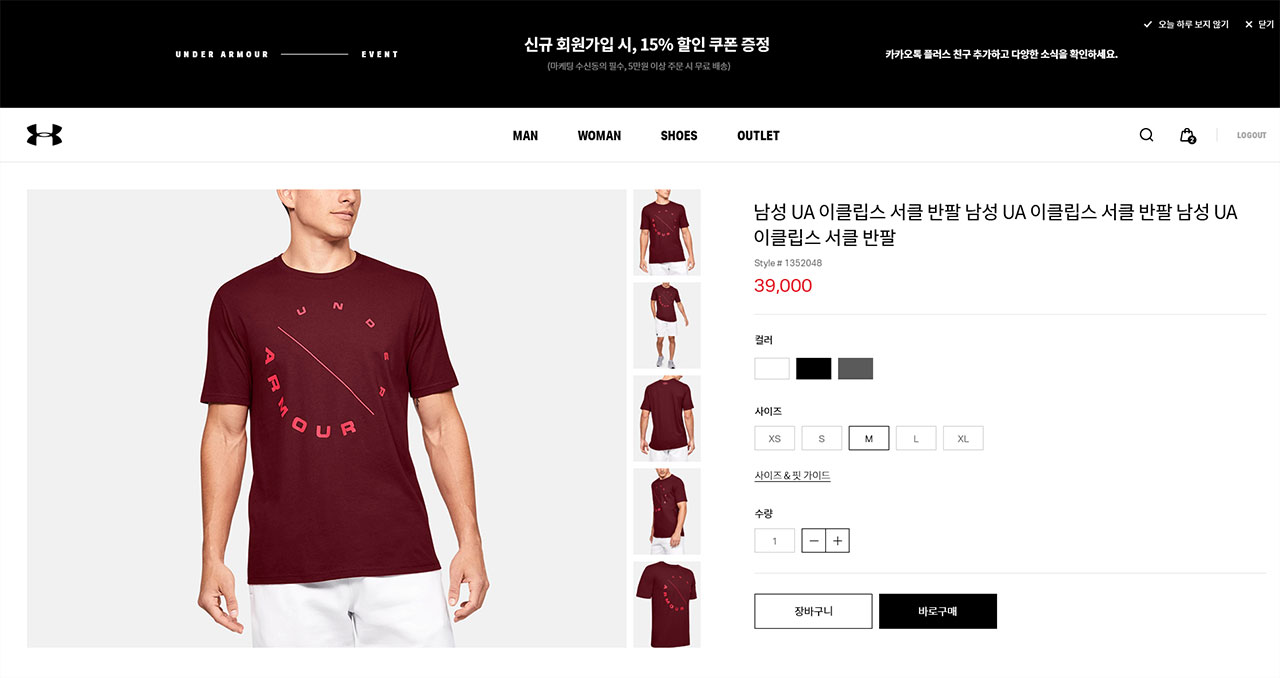 오늘 하루 보지 않기 닫기
UNDER ARMOUR EVENT
신규 회원가입 시, 15% 할인 쿠폰 증정
(마케팅 수신동의 필수, 5만원 이상 주문 시 무료 배송)
카카오톡 플러스 친구 추가하고 다양한 소식을 확인하세요.
MAN WOMAN SHOES OUTLET
2
LOGOUT
UNDER
ARMOUR
남성 UA 이클립스 서클 반팔 남성 UA 이클립스 서클 반팔 남성 UA
이클립스 서클 반팔
Style # 1352048
39,000
컬러
사이즈
XS S M L XL
사이즈 & 핏 가이드
수량
1
장바구니 바로구매